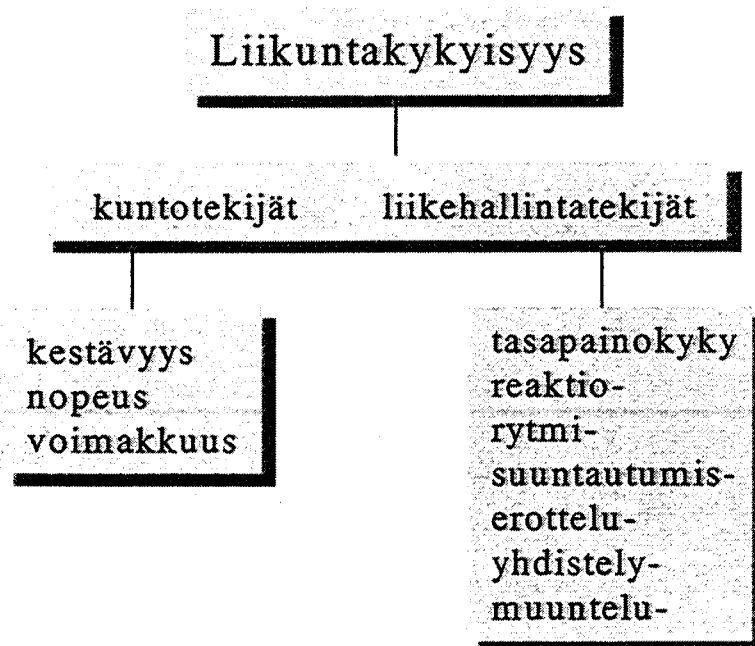 Liikuntakykyisyys
kuntotekijät liikehallintatekijät
kestävyys
nopeus
voimakkuus
tasapainokyky
reaktio-
rytmi-
suuntautumis-
erottelu-
yhdistely-
muuntelu-